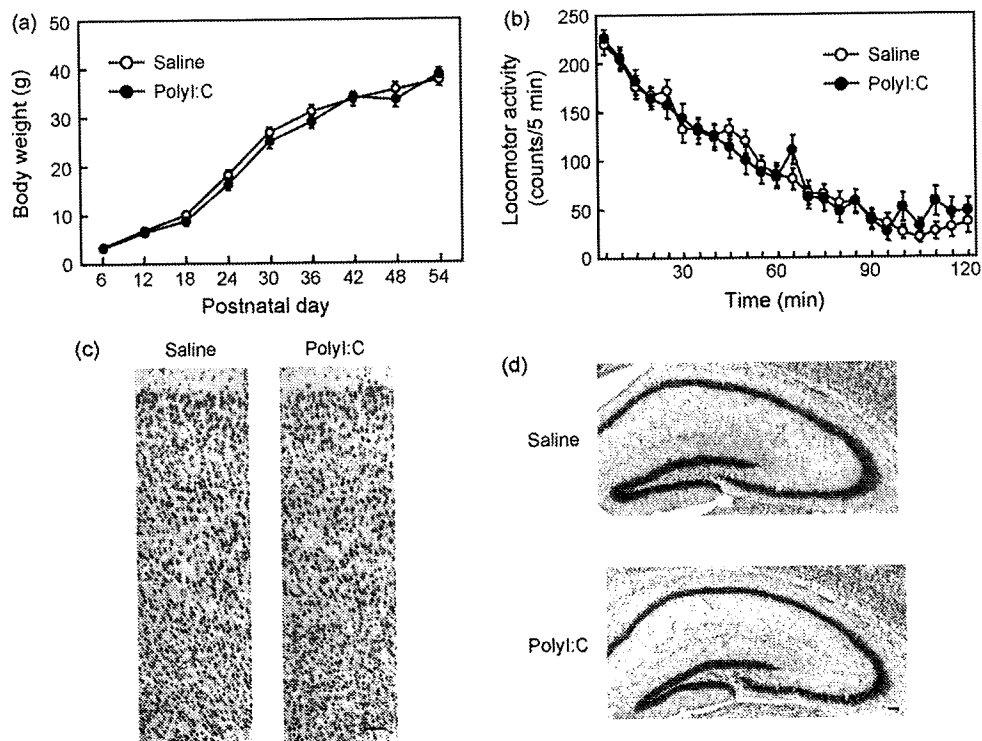 (a)
Body weight (g)
50
40
30
20
10
0
Saline
PolyI:C
6 12 18 24 30 36 42 48 54
Postnatal day
(b)
Locomotor activity
(counts/5 min)
250
200
150
100
50
Saline
PolyI:C
30 60 90 120
Time (min)
(c)
Saline PolyI:C
(d)
Saline
PolyI:C